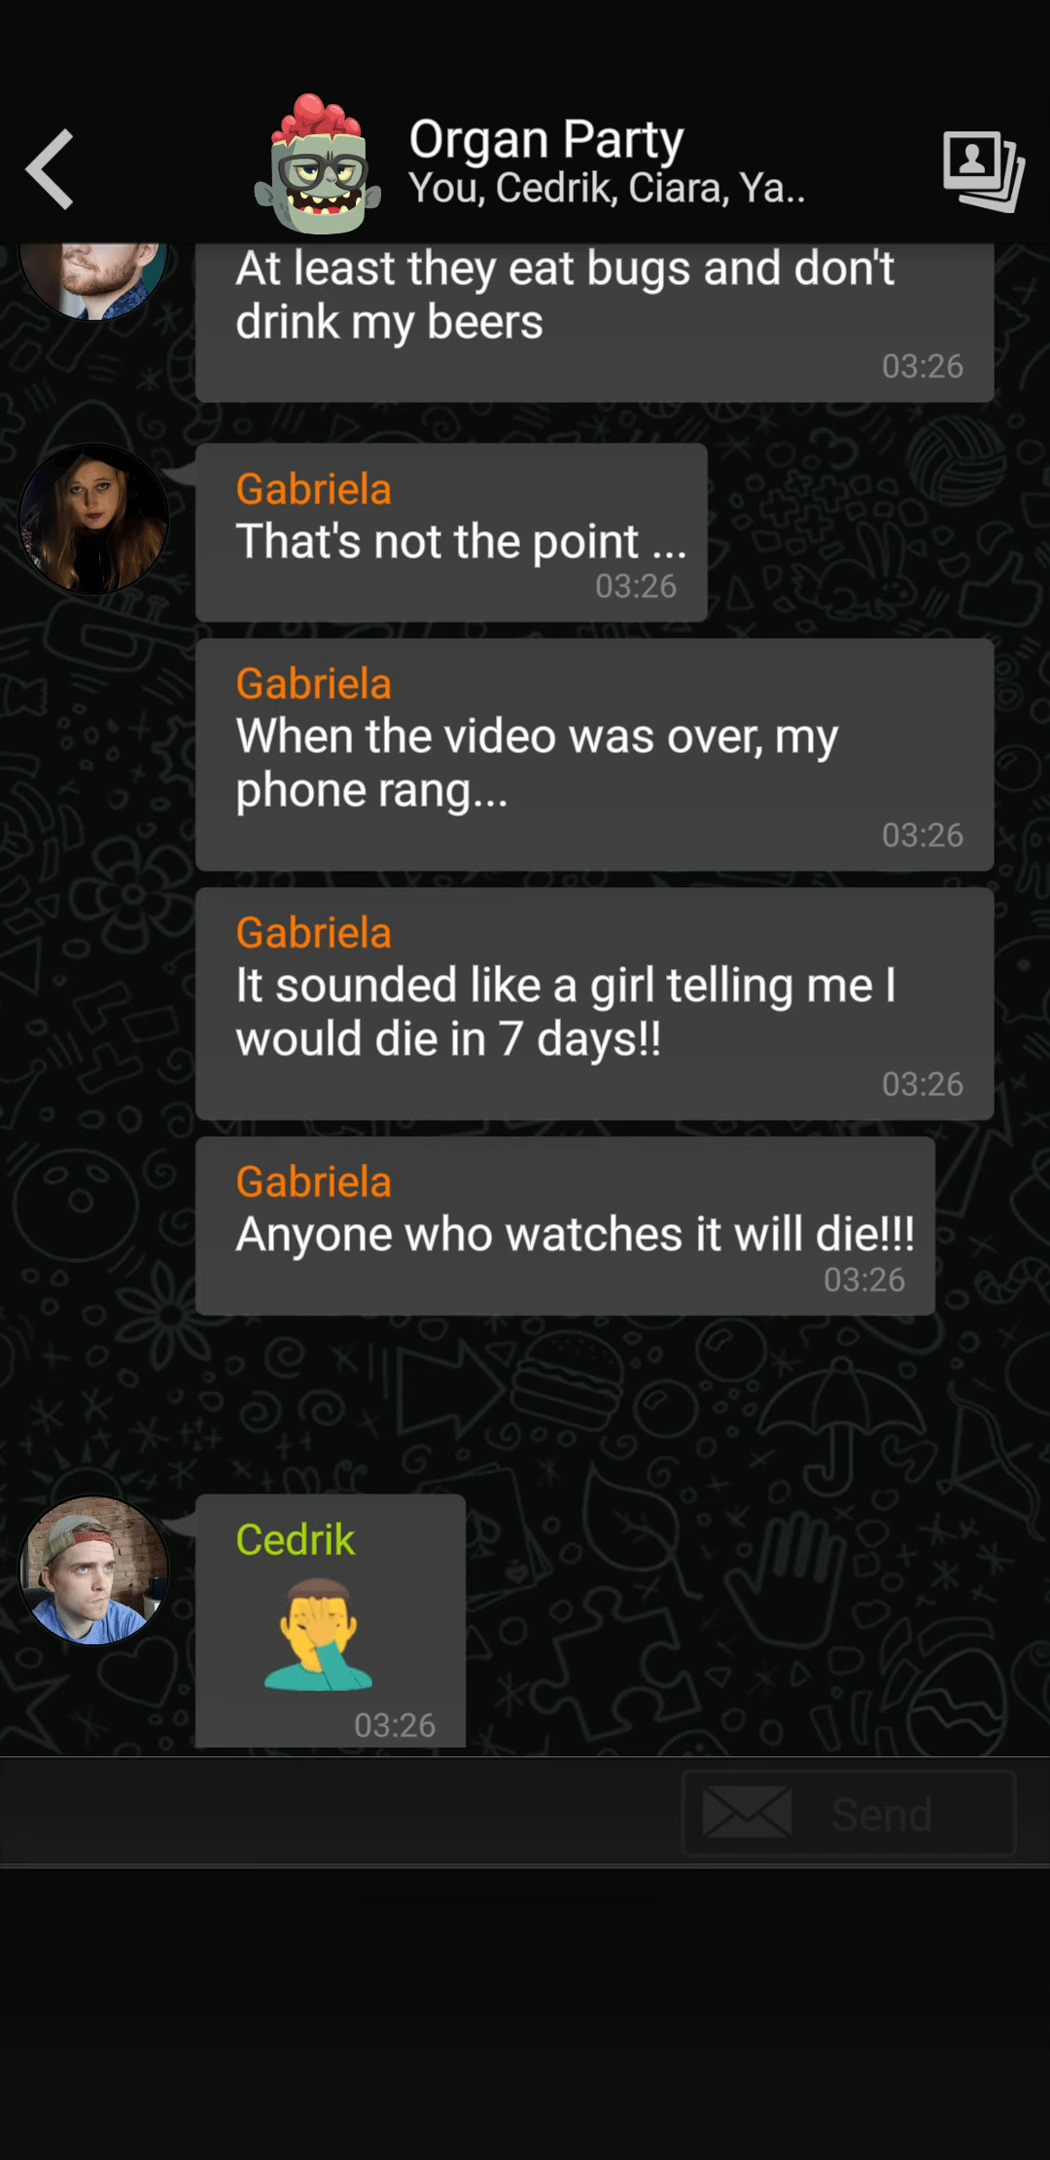 Organ Party
You, Cedrik, Ciara, Ya..
At least they eat bugs and don't
drink my beers
03:26
Gabriela
That's not the point ...
03:26
Gabriela
When the video was over, my
phone rang...
03:26
Gabriela
It sounded like a girl telling me I
would die in 7 days!!
03:26
Gabriela
Anyone who watches it will die!!!
03:26
Cedrik
03:26
Send